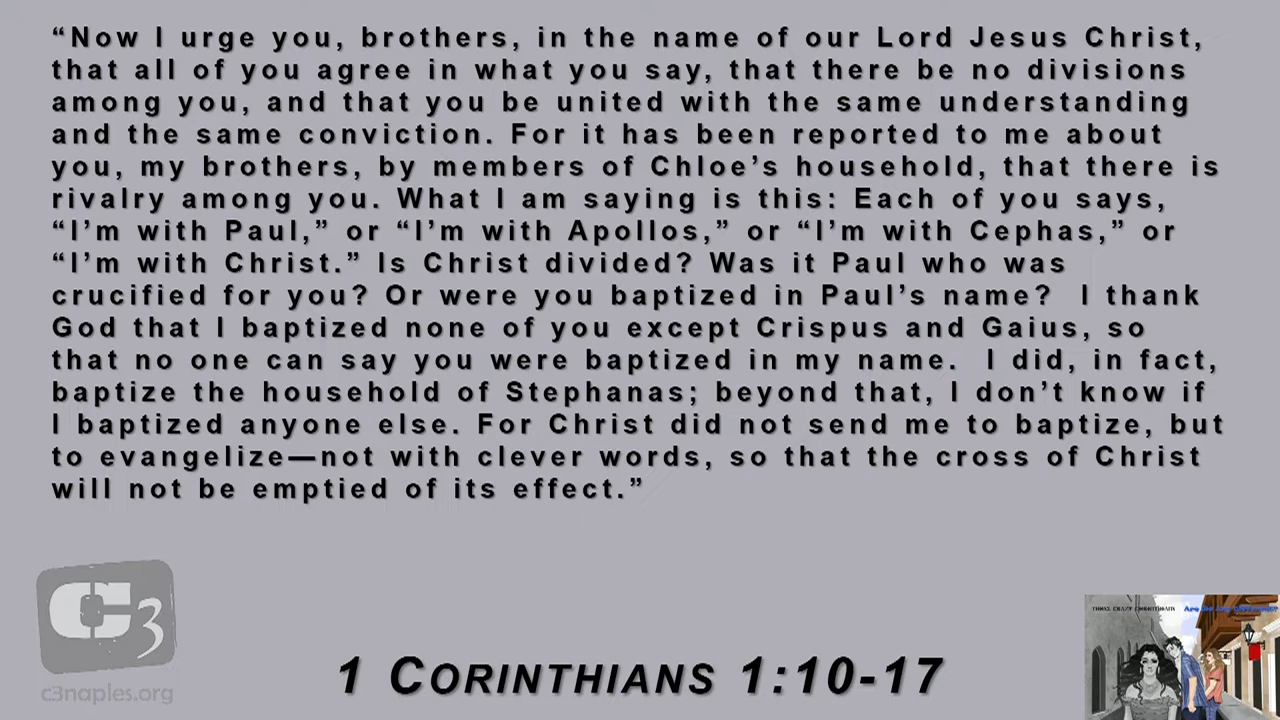 “Now I urge you, brothers, in the name of our Lord Jesus Christ,
that all of you agree in what you say, that there be no divisions
among you, and that you be united with the same understanding
and the same conviction. For it has been reported to me about
you, my brothers, by members of Chloe’s household, that there is
rivalry among you. What I am saying is this: Each of you says,
“I’m with Paul,” or “I’m with Apollos,” or “I’m with Cephas,” or
“I’m with Christ.” Is Christ divided? Was it Paul who was
crucified for you? Or were you baptized in Paul’s name?  I thank
God that I baptized none of you except Crispus and Gaius, so
that no one can say you were baptized in my name.  I did, in fact,
baptize the household of Stephanas; beyond that, I don’t know if
I baptized anyone else. For Christ did not send me to baptize, but
to evangelize—not with clever words, so that the cross of Christ
will not be emptied of its effect.”
C3
c3naples.org
1 CORINTHIANS 1:10-17
THOSE CRAZY CORINTHIANS
Are We Any Different?